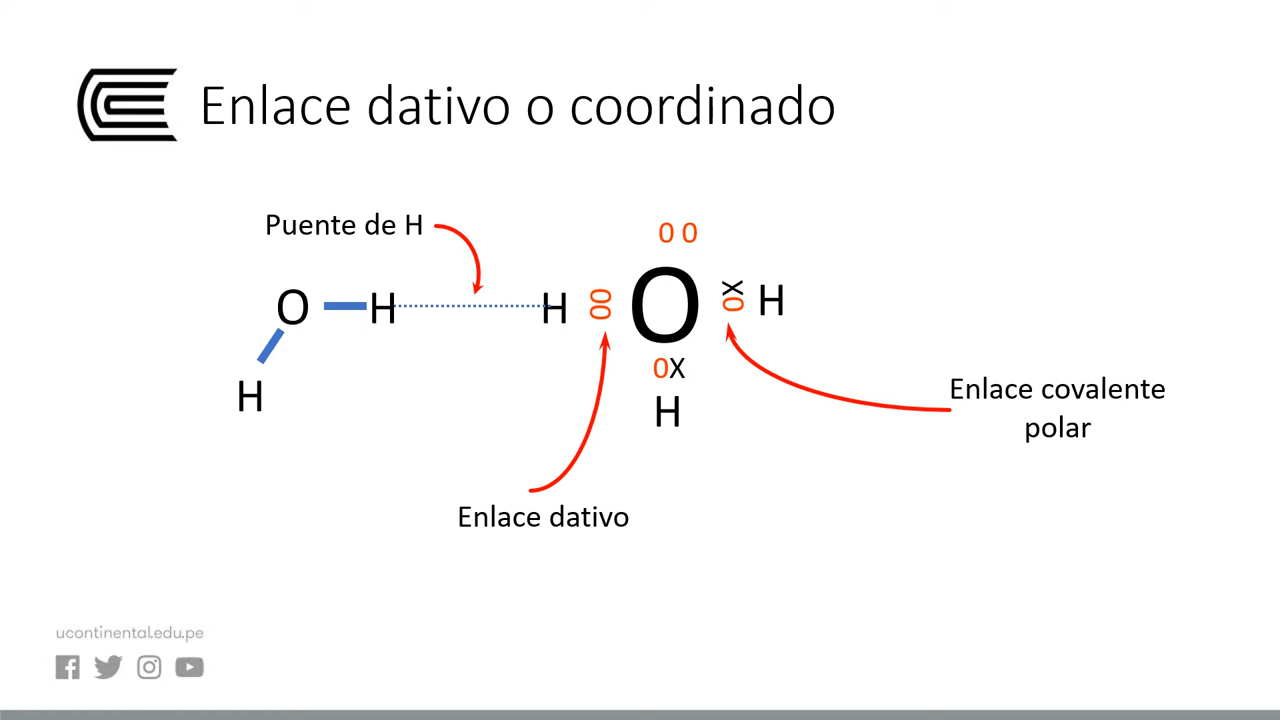 Enlace dativo o coordinado
Puente de H
0 0
O H H 00 O 0X H
0X
H H
Enlace covalente
polar
Enlace dativo
ucontinental.edu.pe